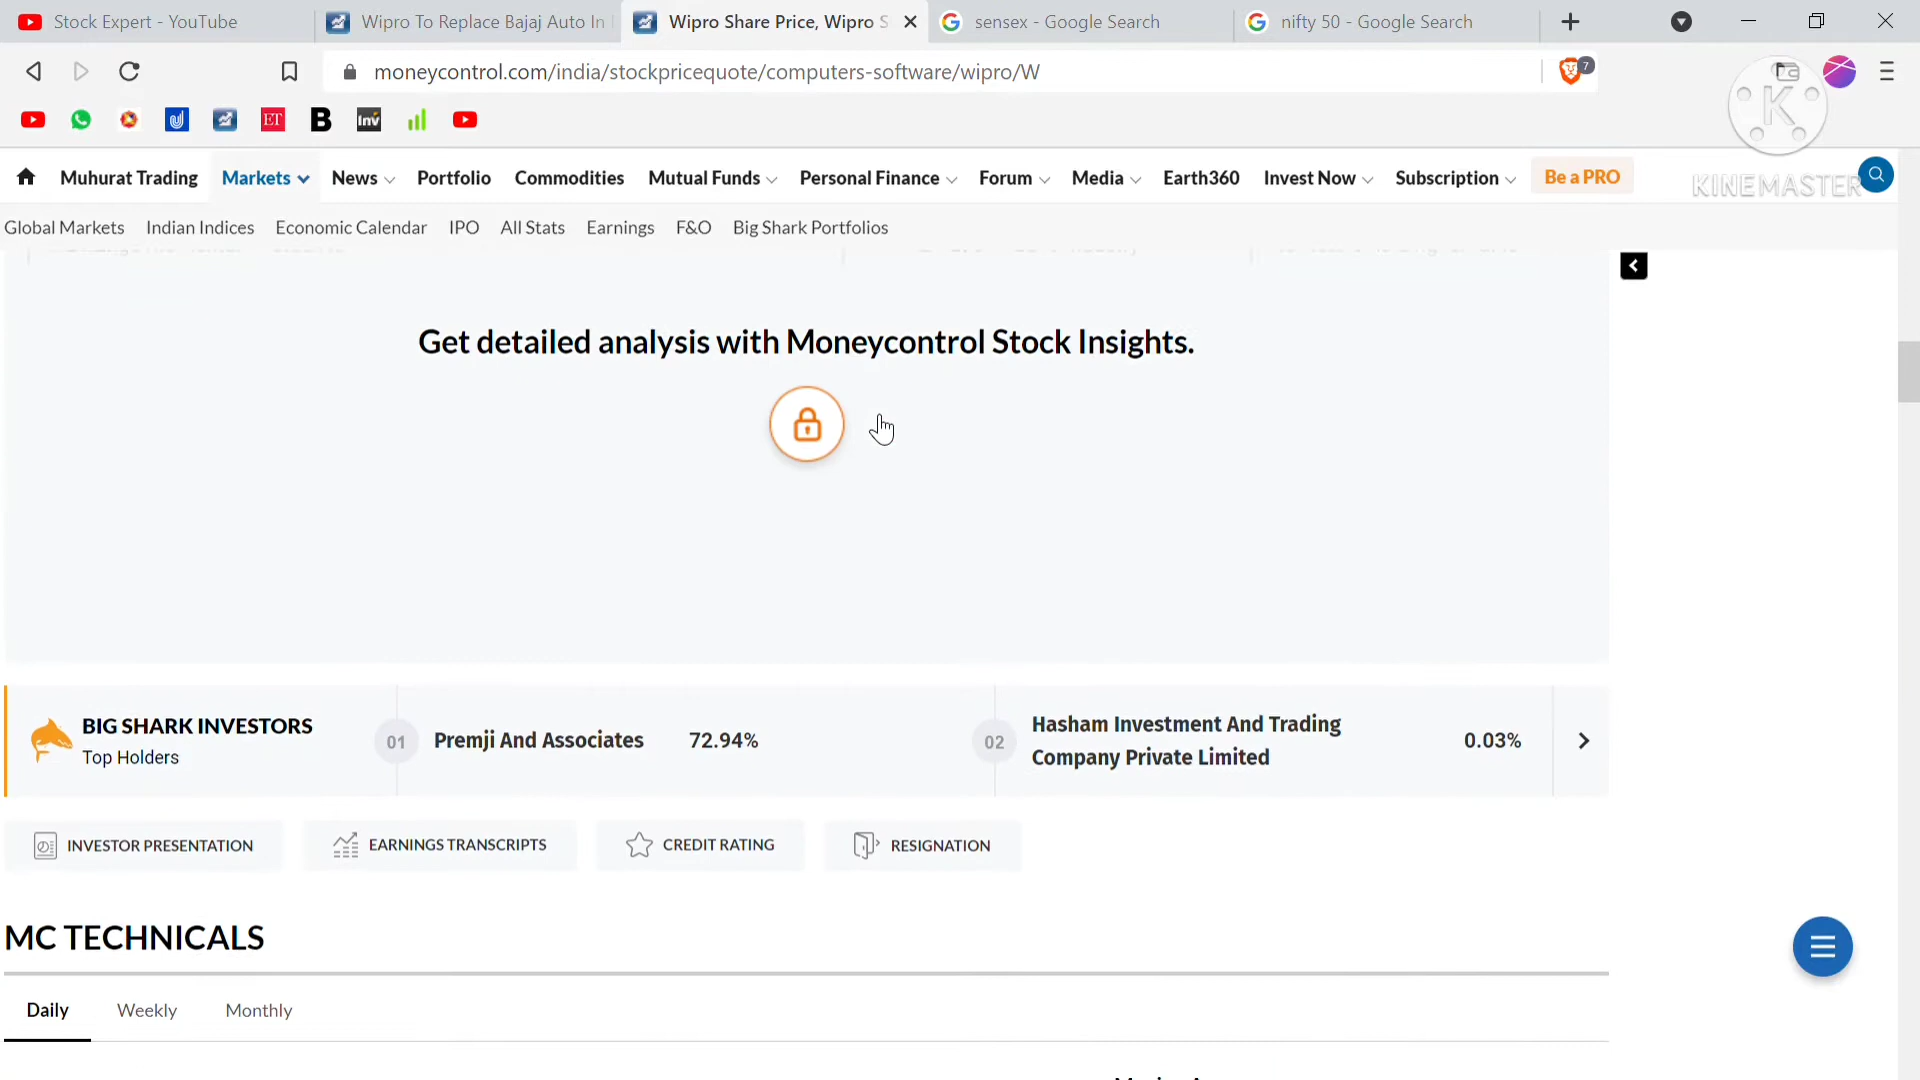 Stock Expert - YouTube
Wipro To Replace Bajaj Auto In
Wipro Share Price, Wipro S
sensex - Google Search
nifty 50 - Google Search
moneycontrol.com/india/stockpricequote/computers-software/wipro/W
7
ET
B
Inv
K
KINEMASTER
Muhurat Trading
Markets
News
Portfolio
Commodities
Mutual Funds
Personal Finance
Forum
Media
Earth360
Invest Now
Subscription
Be a PRO
Global Markets
Indian Indices
Economic Calendar
IPO
All Stats
Earnings
F&O
Big Shark Portfolios
Get detailed analysis with Moneycontrol Stock Insights.
BIG SHARK INVESTORS
Top Holders
01
Premji And Associates
72.94%
02
Hasham Investment And Trading
Company Private Limited
0.03%
INVESTOR PRESENTATION
EARNINGS TRANSCRIPTS
CREDIT RATING
RESIGNATION
MC TECHNICALS
Daily
Weekly
Monthly